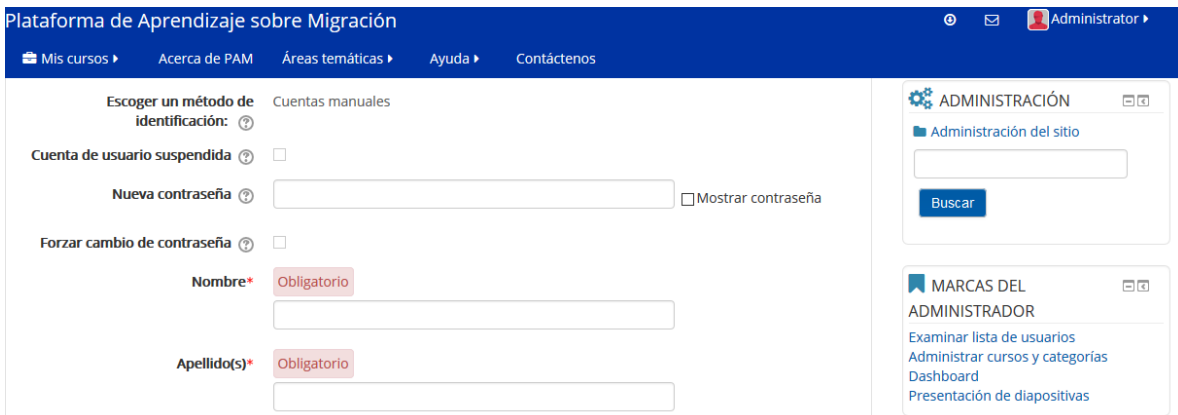 Plataforma de Aprendizaje sobre Migración
Administrator
Mis cursos
Acerca de PAM
Áreas temáticas
Ayuda
Contáctenos
Escoger un método de
identificación:
Cuentas manuales
Cuenta de usuario suspendida
Nueva contraseña
Mostrar contraseña
Forzar cambio de contraseña
Nombre*
Obligatorio
Apellido(s)*
Obligatorio
ADMINISTRACIÓN
Administración del sitio
Buscar
MARCAS DEL
ADMINISTRADOR
Examinar lista de usuarios
Administrar cursos y categorías
Dashboard
Presentación de diapositivas